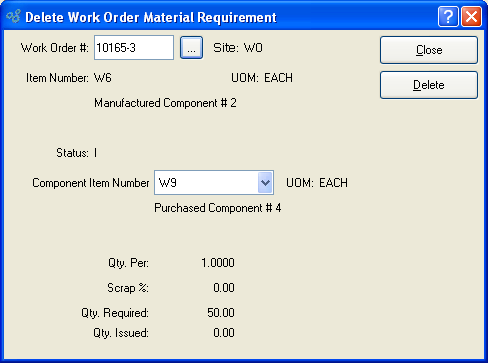 Delete Work Order Material Requirement
Work Order #: 10165-3 ... Site: WO Close
Item Number: W6 UOM: EACH Delete
Manufactured Component # 2
Status: I
Component Item Number W9 UOM: EACH
Purchased Component # 4
Qty. Per: 1.0000
Scrap %: 0.00
Qty. Required: 50.00
Qty. Issued: 0.00